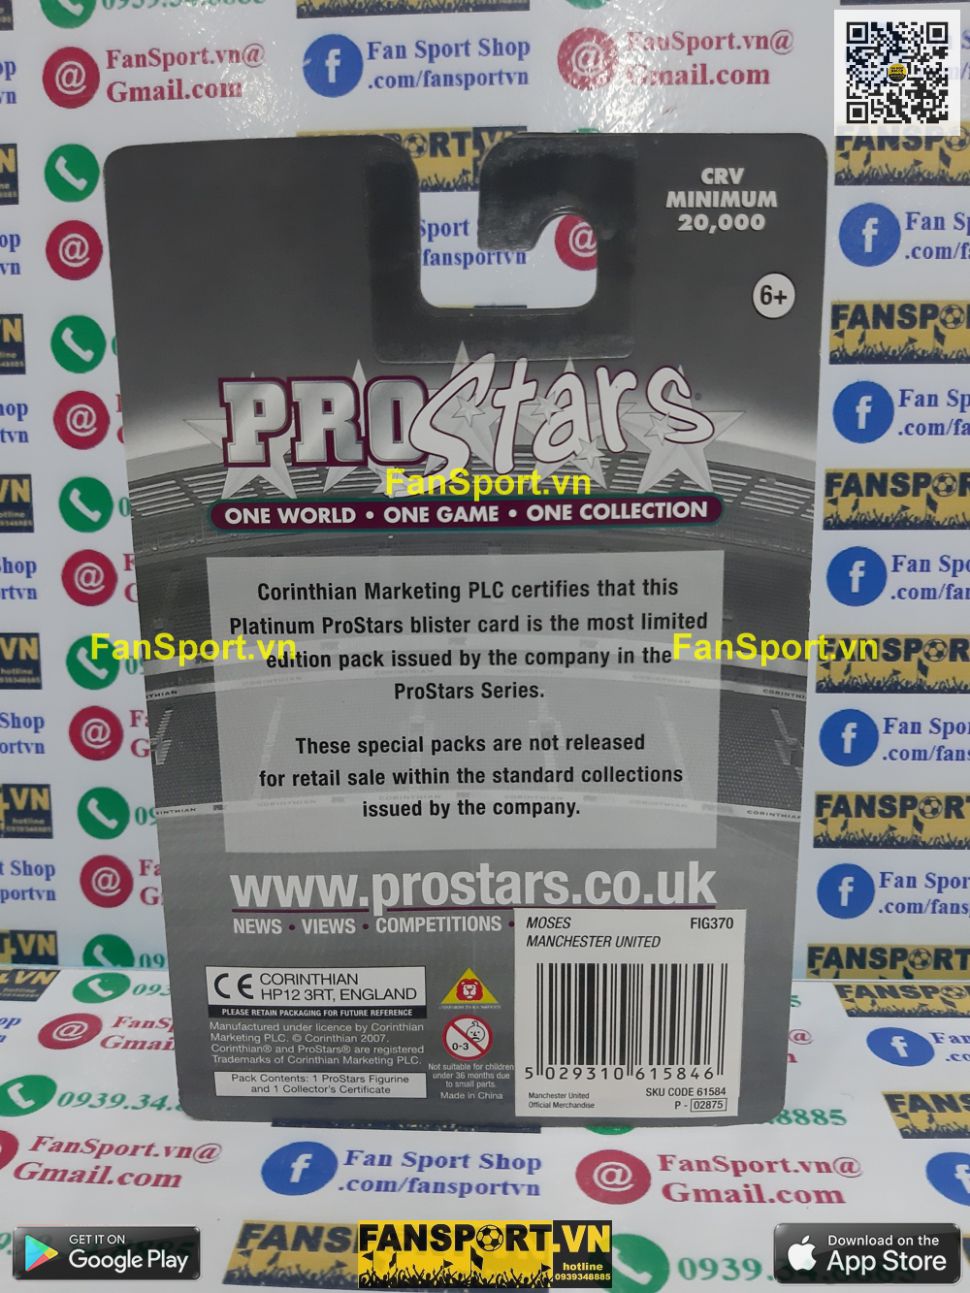 FanSport.vn@
Gmail.com
Fan Sport Shop
.com/fansportvn
FanSport.vn@
Gmail.com
CRV
MINIMUM
20,000
6+
PROStars
FanSport.vn
ONE WORLD • ONE GAME • ONE COLLECTION
Corinthian Marketing PLC certifies that this
Platinum ProStars blister card is the most limited
edition pack issued by the company in the
ProStars Series.
FanSport.vn
FanSport.vn
These special packs are not released
for retail sale within the standard collections
issued by the company.
www.prostars.co.uk
NEWS • VIEWS • COMPETITIONS •
MOSES FIG370
MANCHESTER UNITED
CE CORINTHIAN
HP12 3RT, ENGLAND
PLEASE RETAIN PACKAGING FOR FUTURE REFERENCE
Manufactured under licence by Corinthian
Marketing PLC. © Corinthian 2007.
Corinthian® and ProStars® are registered
Trademarks of Corinthian Marketing PLC.
Pack Contents: 1 ProStars Figurine
and 1 Collector's Certificate
0-3
Not suitable for children
under 36 months due
to small parts.
Made in China
5 029310 615846
Manchester United
Official Merchandise
SKU CODE 61584
P - 02875
FanSport.vn@
Gmail.com
Fan Sport Shop
.com/fansportvn
FanSport.vn@
Gmail.com
GET IT ON
Google Play
FANSPORT.VN
hotline
0939348885
Download on the
App Store